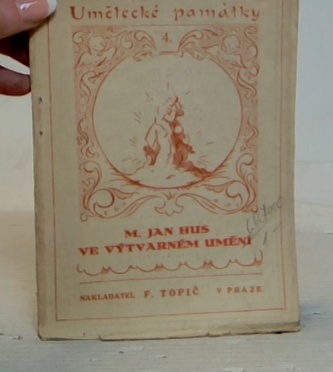 Umělecké památky
4.
M. JAN HUS
VE VÝTVARNÉM UMĚNÍ
NAKLADATEL F. TOPIČ V PRAZE.